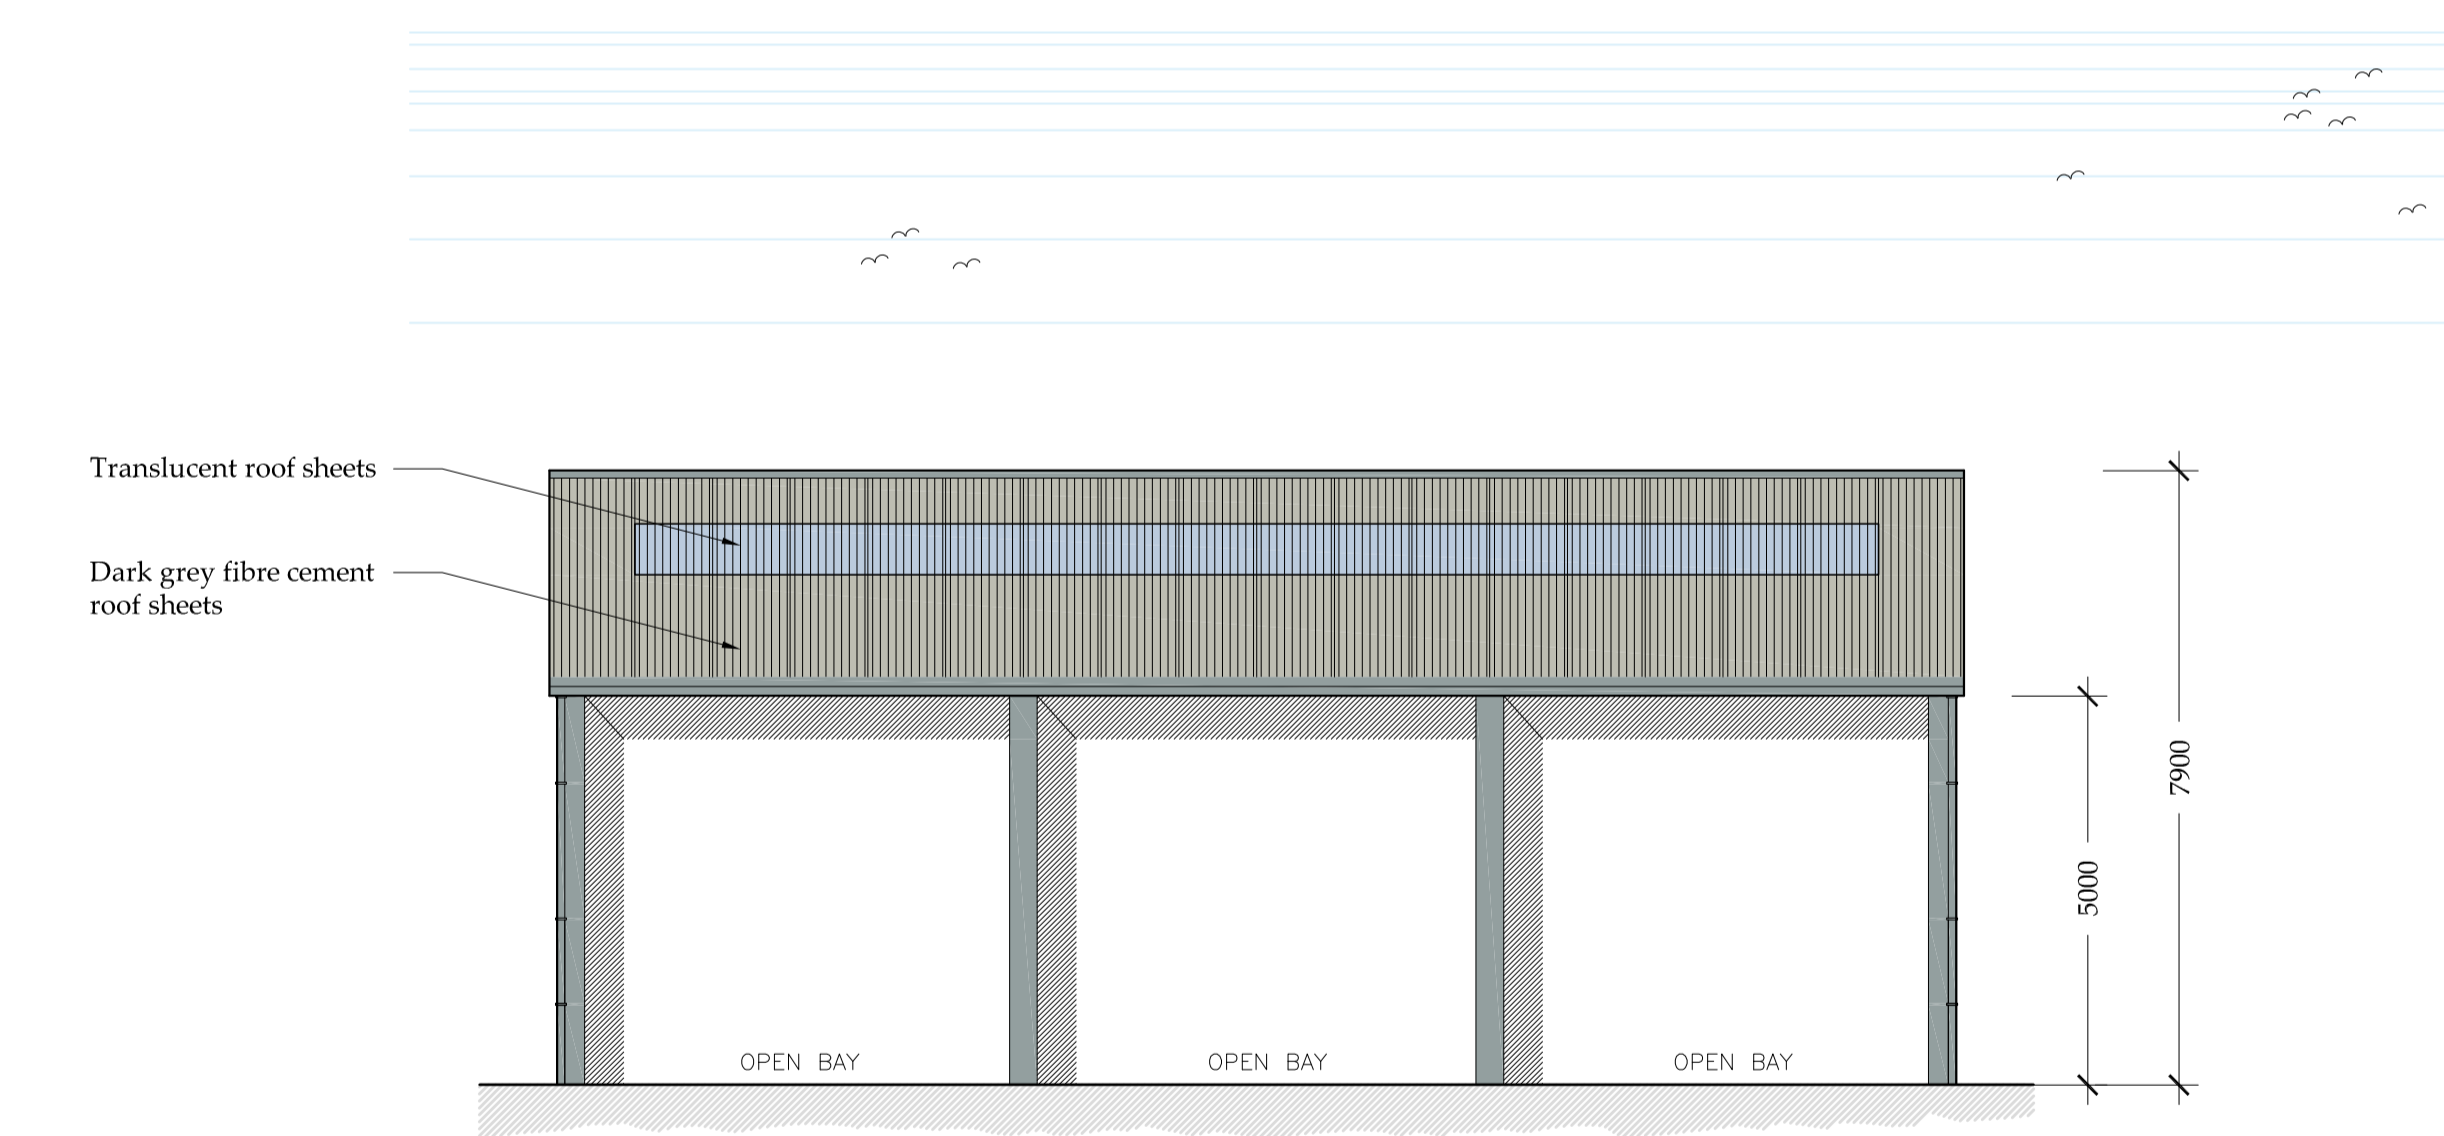 Translucent roof sheets
Dark grey fibre cement
roof sheets
7900
5000
OPEN BAY
OPEN BAY
OPEN BAY